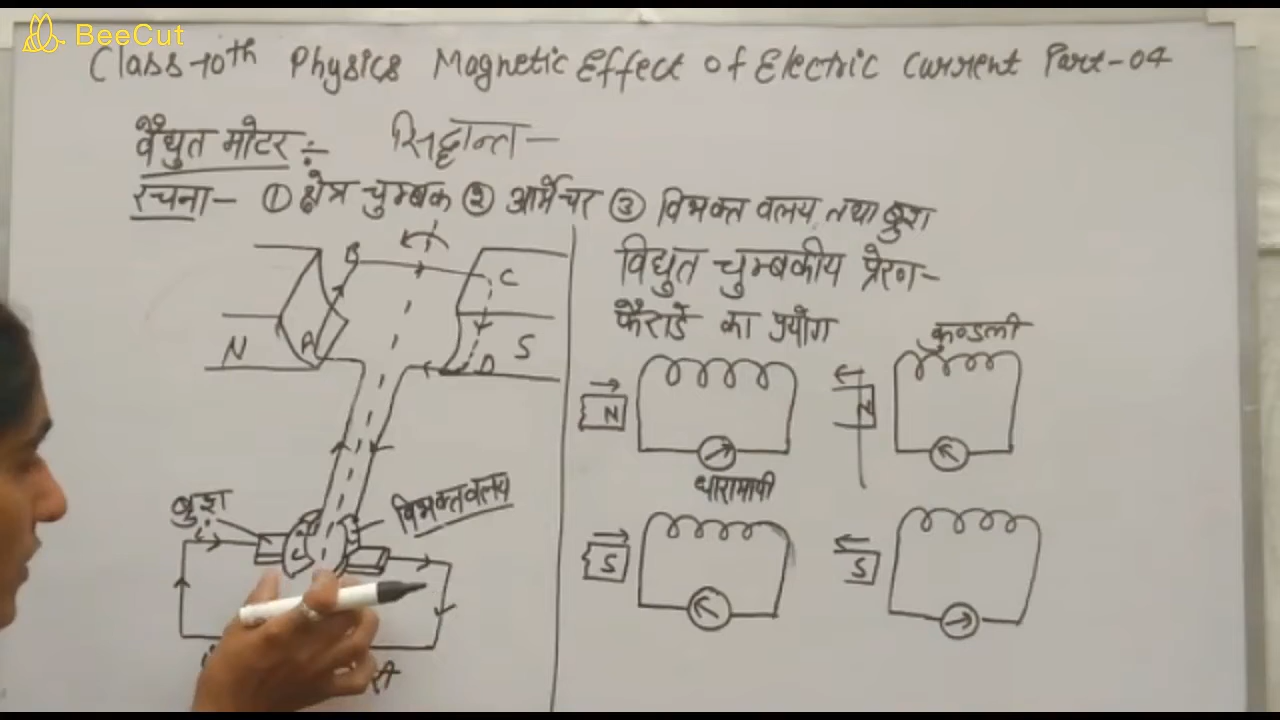 BeeCut
Class-10th Physics Magnetic Effect of Electric Current Part-04
वैद्युत मोटर ÷ सिद्धान्त-
रचना- ① क्षेत्र चुम्बक ② आर्मेचर ③ विभक्त वलय तथा ब्रुश
B
C
N
A
S
D
ब्रुश
विभक्तवलय
विद्युत चुम्बकीय प्रेरण-
फैराडे का प्रयोग
कुण्डली
N
N
धारामापी
S
S